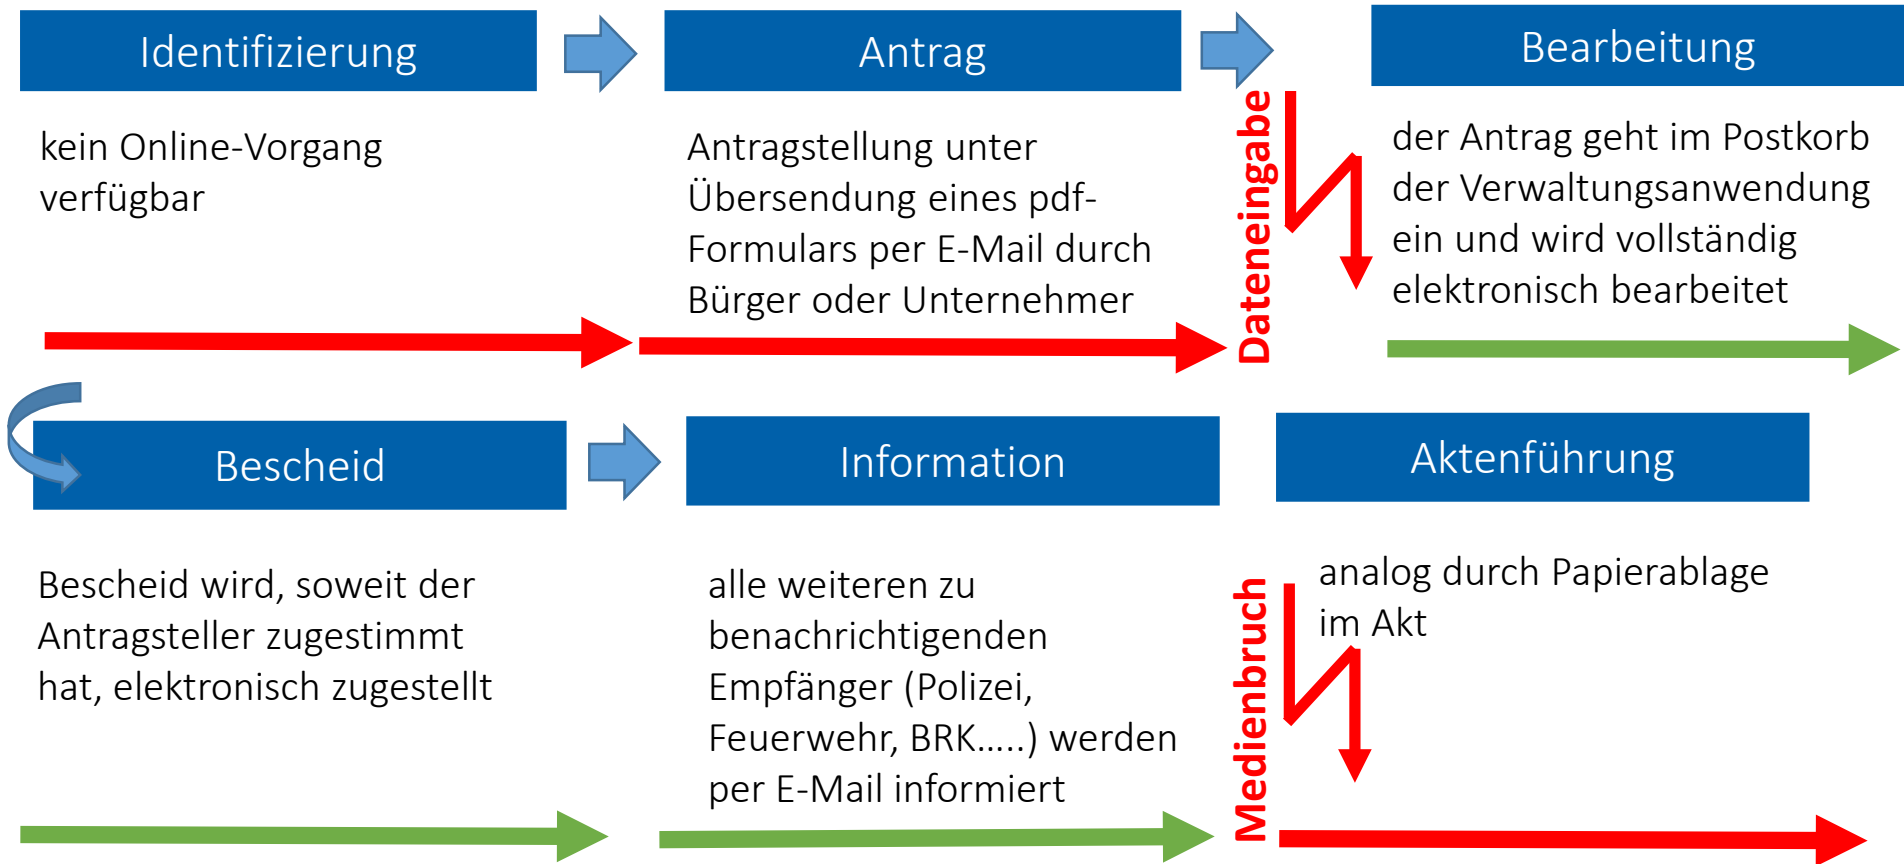 Identifizierung
kein Online-Vorgang
verfügbar
Antrag
Antragstellung unter
Übersendung eines pdf-
Formulars per E-Mail durch
Bürger oder Unternehmer
Dateneingabe
Bearbeitung
der Antrag geht im Postkorb
der Verwaltungsanwendung
ein und wird vollständig
elektronisch bearbeitet
Bescheid
Bescheid wird, soweit der
Antragsteller zugestimmt
hat, elektronisch zugestellt
Information
alle weiteren zu
benachrichtigenden
Empfänger (Polizei,
Feuerwehr, BRK…..) werden
per E-Mail informiert
Medienbruch
Aktenführung
analog durch Papierablage
im Akt